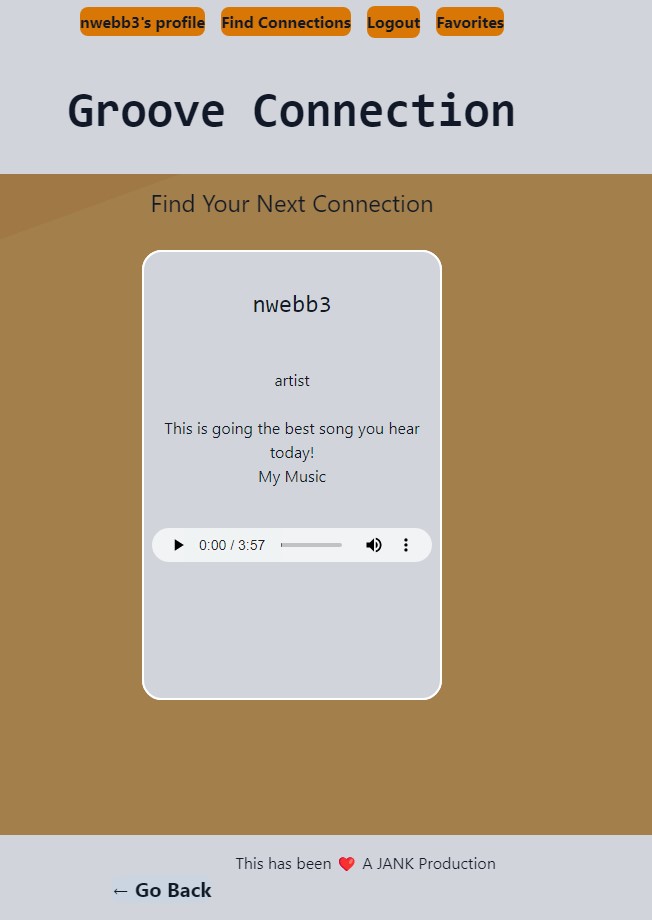 nwebb3's profile Find Connections Logout Favorites
Groove Connection
Find Your Next Connection
nwebb3
artist
This is going the best song you hear
today!
My Music
0:00 / 3:57
This has been ❤️ A JANK Production
← Go Back